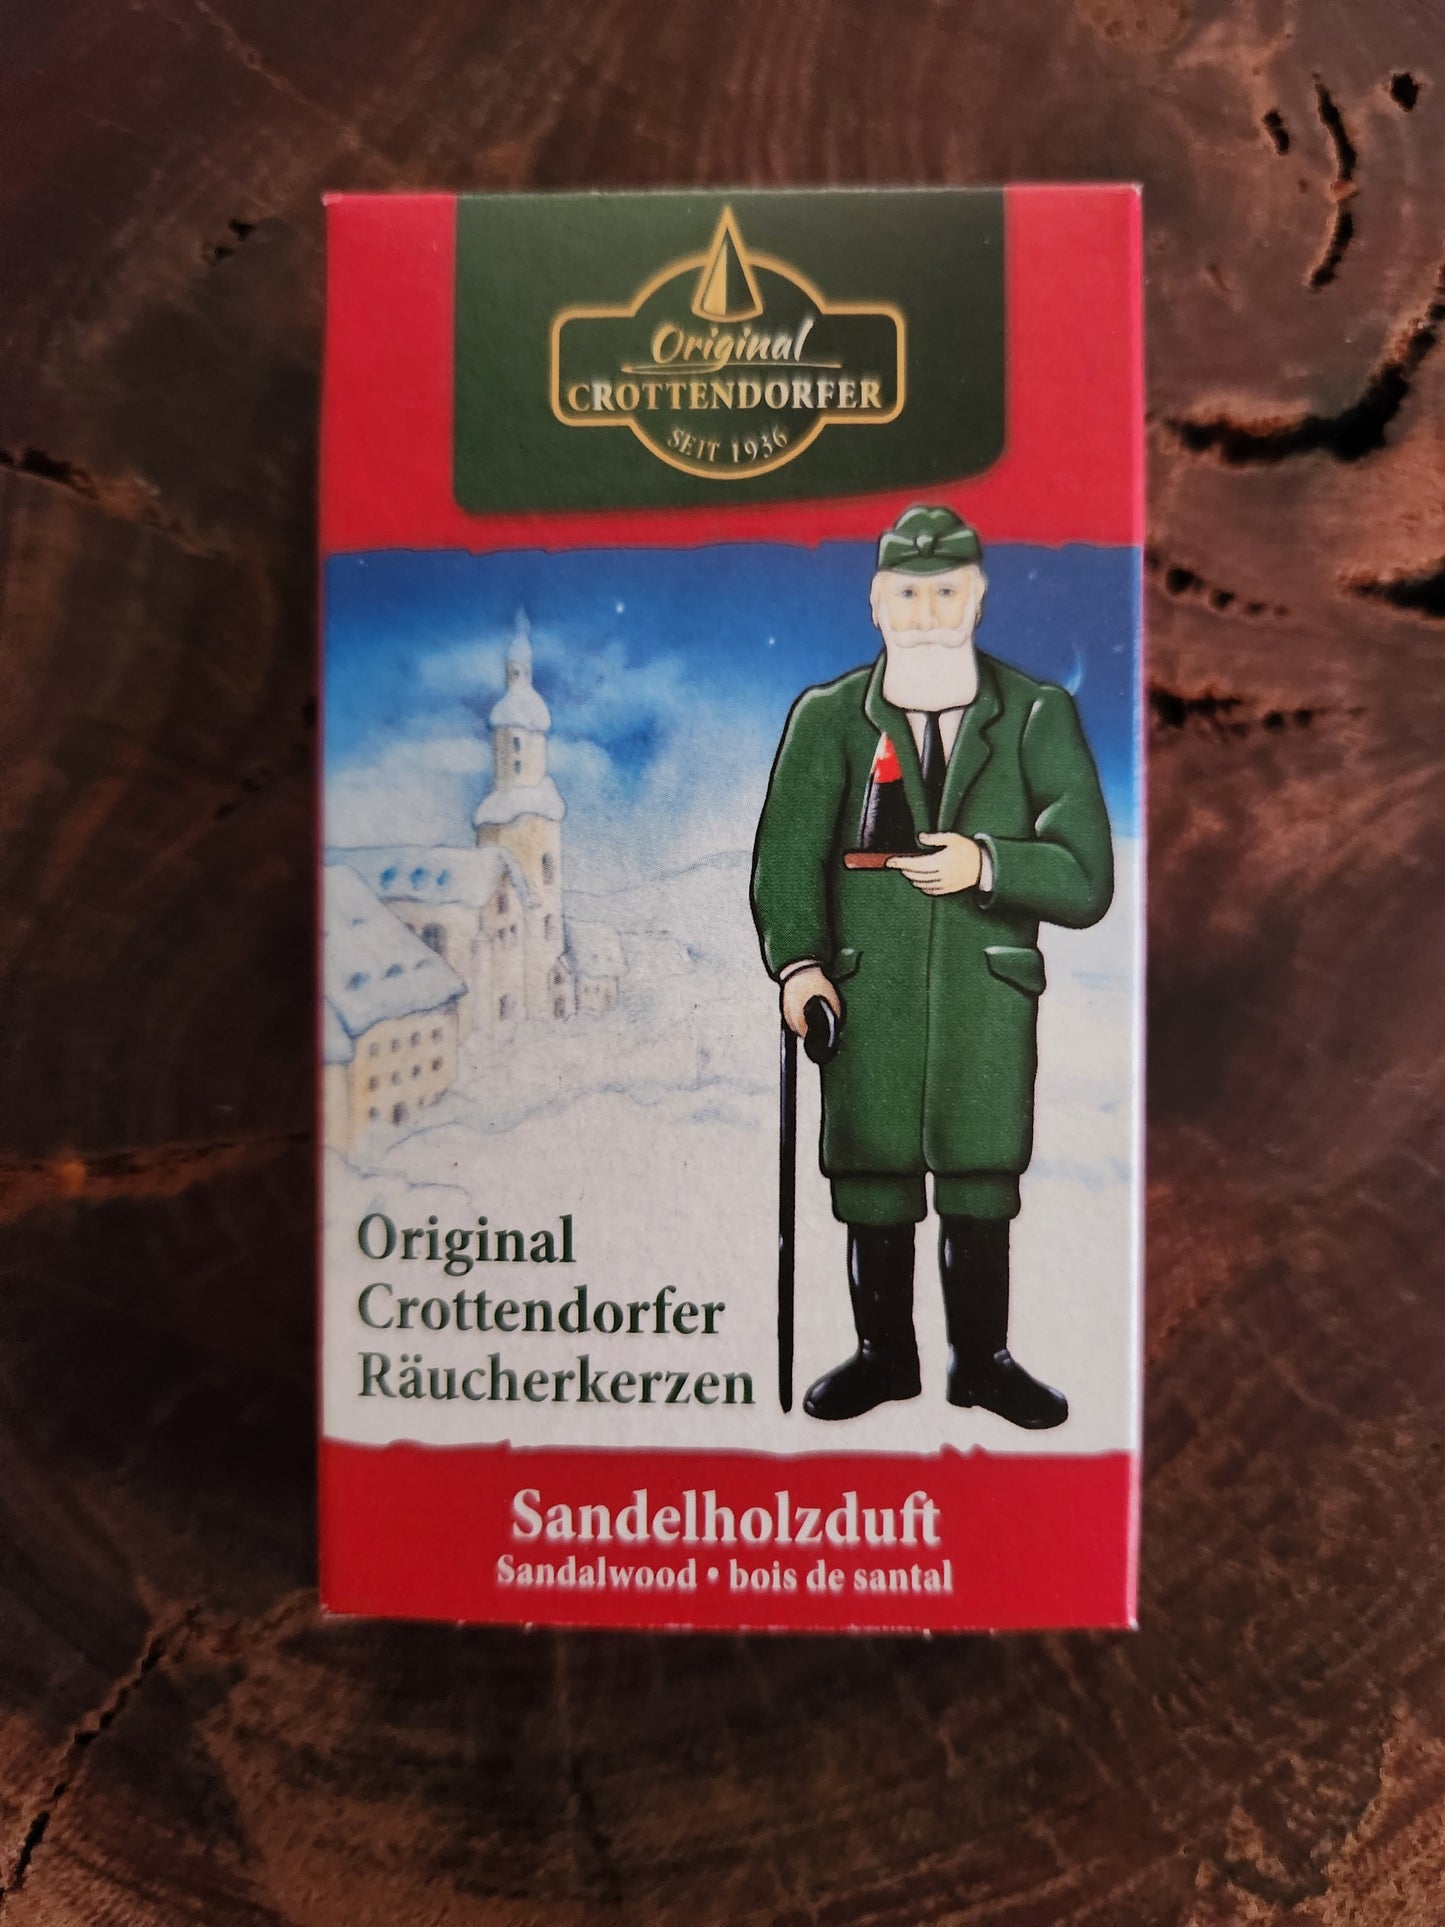 Original
CROTTENDORFER
SEIT 1936
Original
Crottendorfer
Räucherkerzen
Sandelholzduft
Sandalwood • bois de santal